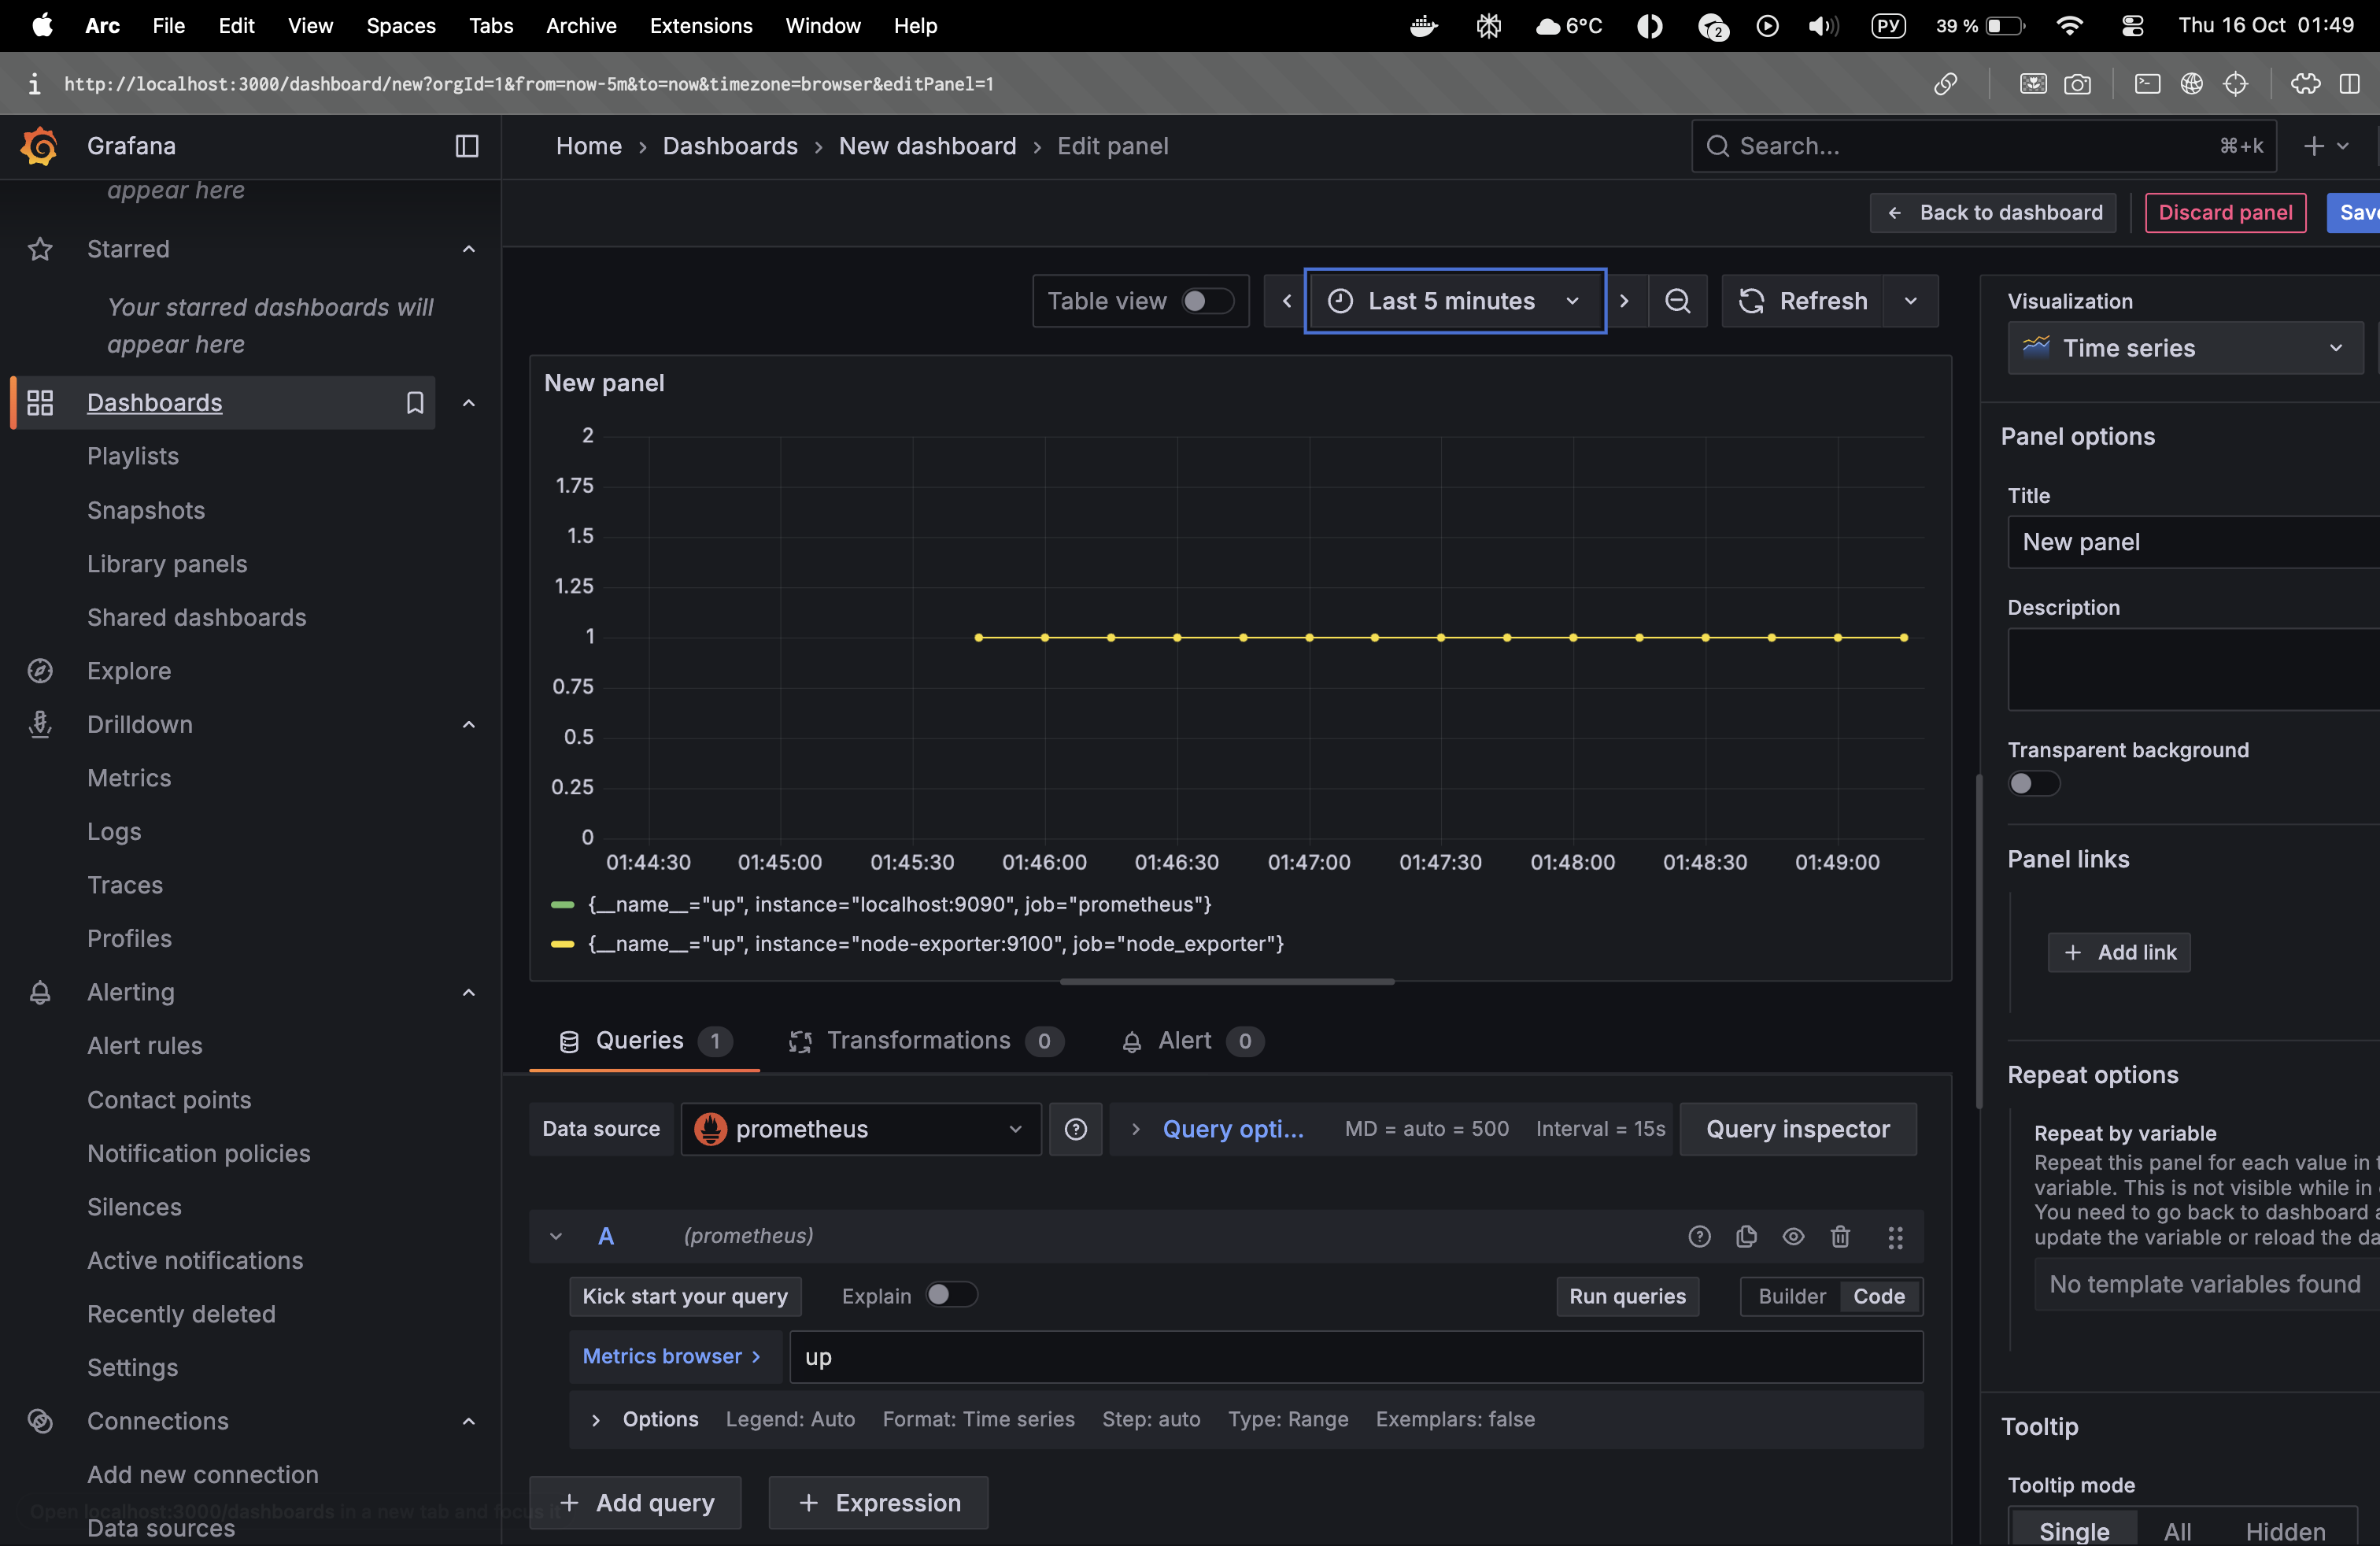 Arc File Edit View Spaces Tabs Archive Extensions Window Help 2 6°C РУ 39 % Thu 16 Oct 01:49
http://localhost:3000/dashboard/new?orgId=1&from=now-5m&to=now&timezone=browser&editPanel=1
Grafana
Home › Dashboards › New dashboard › Edit panel
Search... ⌘+k
Back to dashboard
Discard panel
Save
appear here
Starred
Your starred dashboards will
appear here
Dashboards
Playlists
Snapshots
Library panels
Shared dashboards
Explore
Drilldown
Metrics
Logs
Traces
Profiles
Alerting
Alert rules
Contact points
Notification policies
Silences
Active notifications
Recently deleted
Settings
Connections
Add new connection
Open localhost:3000/dashboards in a new tab and focus it
Data sources
Table view
Last 5 minutes
Refresh
New panel
2
1.75
1.5
1.25
1
0.75
0.5
0.25
0
01:44:30 01:45:00 01:45:30 01:46:00 01:46:30 01:47:00 01:47:30 01:48:00 01:48:30 01:49:00
{__name__="up", instance="localhost:9090", job="prometheus"}
{__name__="up", instance="node-exporter:9100", job="node_exporter"}
Queries 1 Transformations 0 Alert 0
Data source prometheus Query opti... MD = auto = 500 Interval = 15s Query inspector
A (prometheus)
Kick start your query Explain Run queries Builder Code
Metrics browser > up
Options Legend: Auto Format: Time series Step: auto Type: Range Exemplars: false
+ Add query + Expression
Visualization
Time series
Panel options
Title
New panel
Description
Transparent background
Panel links
+ Add link
Repeat options
Repeat by variable
Repeat this panel for each value in
variable. This is not visible while in
You need to go back to dashboard
update the variable or reload the
No template variables found
Tooltip
Tooltip mode
Single All Hidden